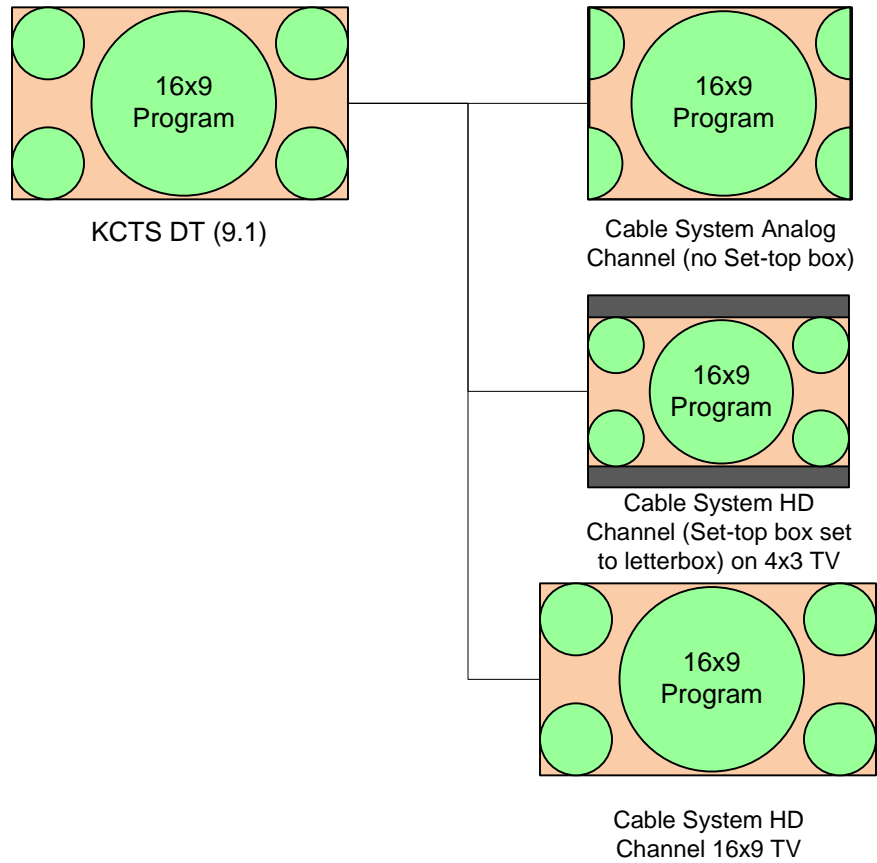 16x9
Program
KCTS DT (9.1)
16x9
Program
Cable System Analog
Channel (no Set-top box)
16x9
Program
Cable System HD
Channel (Set-top box set
to letterbox) on 4x3 TV
16x9
Program
Cable System HD
Channel 16x9 TV